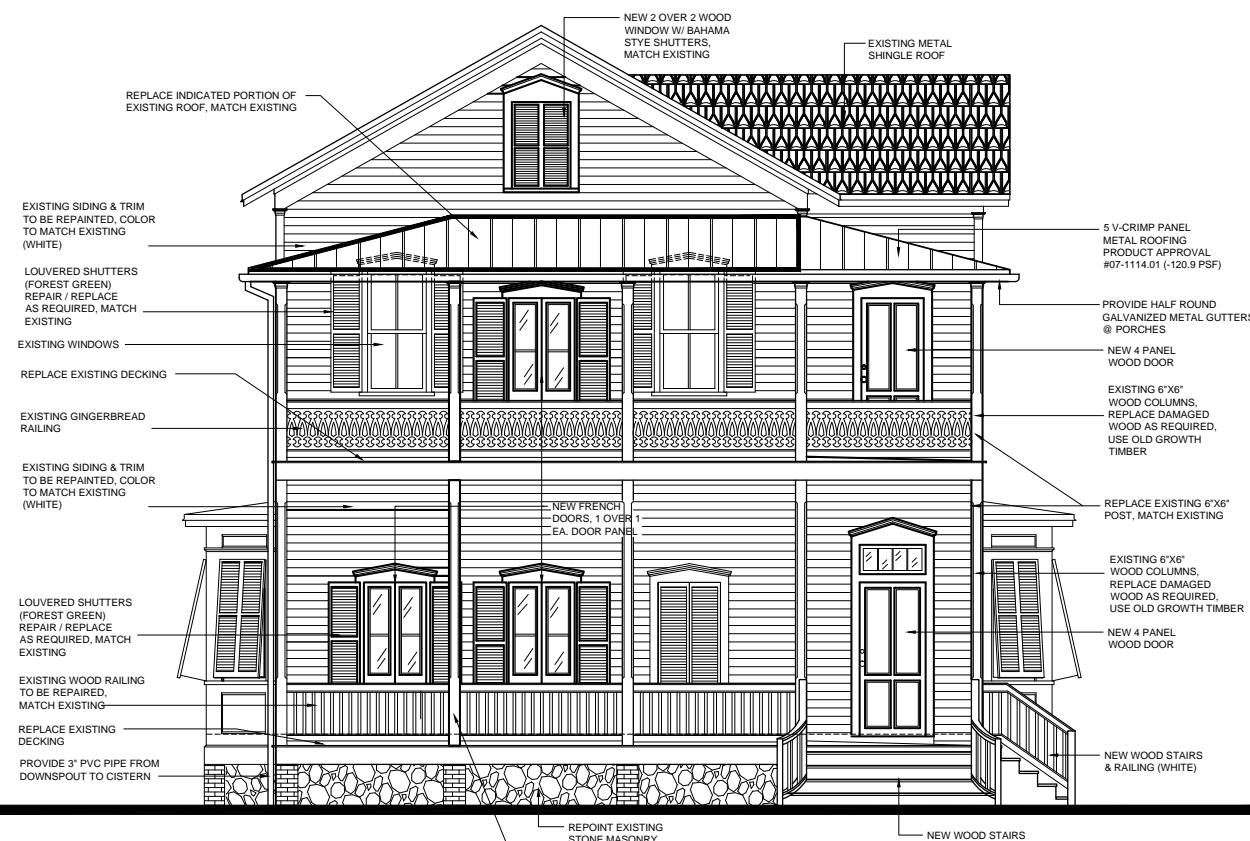 NEW 2 OVER 2 WOOD
WINDOW W/ BAHAMA
STYE SHUTTERS,
MATCH EXISTING
EXISTING METAL
SHINGLE ROOF
REPLACE INDICATED PORTION OF
EXISTING ROOF, MATCH EXISTING
EXISTING SIDING & TRIM
TO BE REPAINTED, COLOR
TO MATCH EXISTING
(WHITE)
LOUVERED SHUTTERS
(FOREST GREEN)
REPAIR / REPLACE
AS REQUIRED, MATCH
EXISTING
EXISTING WINDOWS
REPLACE EXISTING DECKING
EXISTING GINGERBREAD
RAILING
EXISTING SIDING & TRIM
TO BE REPAINTED, COLOR
TO MATCH EXISTING
(WHITE)
LOUVERED SHUTTERS
(FOREST GREEN)
REPAIR / REPLACE
AS REQUIRED, MATCH
EXISTING
EXISTING WOOD RAILING
TO BE REPAIRED,
MATCH EXISTING
REPLACE EXISTING
DECKING
PROVIDE 3" PVC PIPE FROM
DOWNSPOUT TO CISTERN
NEW FRENCH
DOORS, 1 OVER 1
EA. DOOR PANEL
5 V-CRIMP PANEL
METAL ROOFING
PRODUCT APPROVAL
#07-1114.01 (-120.9 PSF)
PROVIDE HALF ROUND
GALVANIZED METAL GUTTERS
@ PORCHES
NEW 4 PANEL
WOOD DOOR
EXISTING 6"X6"
WOOD COLUMNS,
REPLACE DAMAGED
WOOD AS REQUIRED,
USE OLD GROWTH
TIMBER
REPLACE EXISTING 6"X6"
POST, MATCH EXISTING
EXISTING 6"X6"
WOOD COLUMNS,
REPLACE DAMAGED
WOOD AS REQUIRED,
USE OLD GROWTH TIMBER
NEW 4 PANEL
WOOD DOOR
NEW WOOD STAIRS
& RAILING (WHITE)
REPOINT EXISTING
STONE MASONRY
NEW WOOD STAIRS